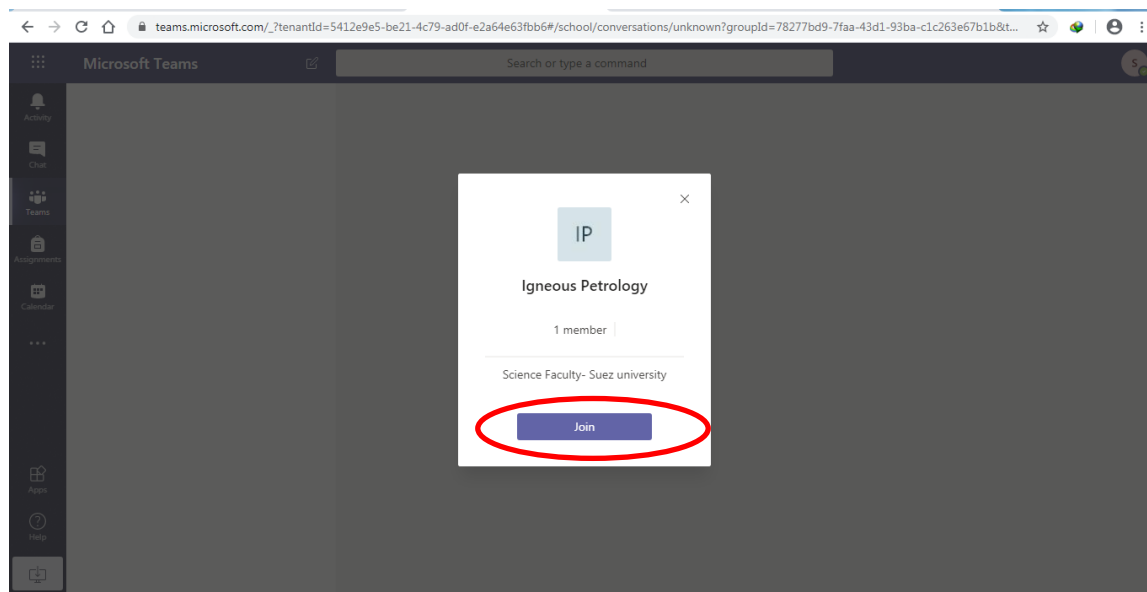 teams.microsoft.com/_?tenantId=5412e9e5-be21-4c79-ad0f-e2a64e63fbb6#/school/conversations/unknown?groupId=78277bd9-7faa-43d1-93ba-c1c263e67b1b&t...
Microsoft Teams
Search or type a command
S
Activity
Chat
Teams
Assignments
Calendar
IP
Igneous Petrology
1 member
Science Faculty- Suez university
Join
Apps
Help